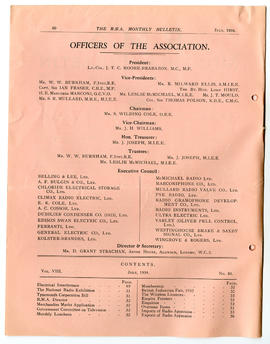 60 THE R.M.A. MONTHLY BULLETIN. JULY, 1934.
OFFICERS OF THE ASSOCIATION.
President:
LT.-COL. J. T. C. MOORE-BRABAZON, M.C., M.P.
Vice-Presidents:
MR. W. W. BURNHAM, F.INST.R.E.
CAPT. SIR IAN FRASER, C.B.E., M.P.
H.E. MARCHESE MARCONI, G.C.V.O.
MR. S. R. MULLARD, M.B.E., M.I.E.E.
MR. K. MILWARD ELLIS, A.M.I.E.E.
THE RT. HON. LORD HIRST.
MR. LESLIE McMICHAEL, M.I.E.E.
MR. J. T. MOULD.
COL. SIR THOMAS POLSON, K.B.E., C.M.G.
Chairman:
MR. S. WILDING COLE, O.B.E.
Vice-Chairman:
MR. J. H. WILLIAMS.
Hon. Treasurer:
MR. J. JOSEPH, M.I.R.E.
Trustees:
MR. W. W. BURNHAM, F.INST.R.E.
MR. J. JOSEPH, M.I.R.E.
MR. LESLIE McMICHAEL, M.I.E.E.
Executive Council:
BELLING & LEE, LTD.
A. F. BULGIN & CO., LTD.
CHLORIDE ELECTRICAL STORAGE CO., LTD.
CLIMAX RADIO ELECTRIC, LTD.
E. K. COLE, LTD.
A. C. COSSOR, LTD.
DUBILIER CONDENSER CO. (1925), LTD.
EDISON SWAN ELECTRIC CO., LTD.
FERRANTI, LTD.
GENERAL ELECTRIC CO., LTD.
KOLSTER-BRANDES, LTD.
McMICHAEL RADIO LTD.
MARCONIPHONE CO., LTD.
MULLARD RADIO VALVE CO., LTD.
PYE RADIO, LTD.
RADIO GRAMOPHONE DEVELOPMENT CO., LTD.
RADIO INSTRUMENTS, LTD.
ULTRA ELECTRIC LTD.
VARLEY (OLIVER PELL CONTROL, LTD.)
WESTINGHOUSE BRAKE & SAXBY SIGNAL CO., LTD.
WINGROVE & ROGERS, LTD.
Director & Secretary:
MR. D. GRANT STRACHAN, ASTOR HOUSE, ALDWYCH, LONDON, W.C.2.
CONTENTS.
VOL. VIII. JULY, 1934.
Electrical Interference
The National Radio Exhibition
Tynemouth Corporation Bill
R.M.A. Director
Merchandise Marks Application
Government Committee on Television
Monthly Luncheon
Membership
British Industries Fair, 1935
The Wireless Licences
Enquiries
Overseas Items
Imports of Radio Apparatus
Exports of Radio Apparatus